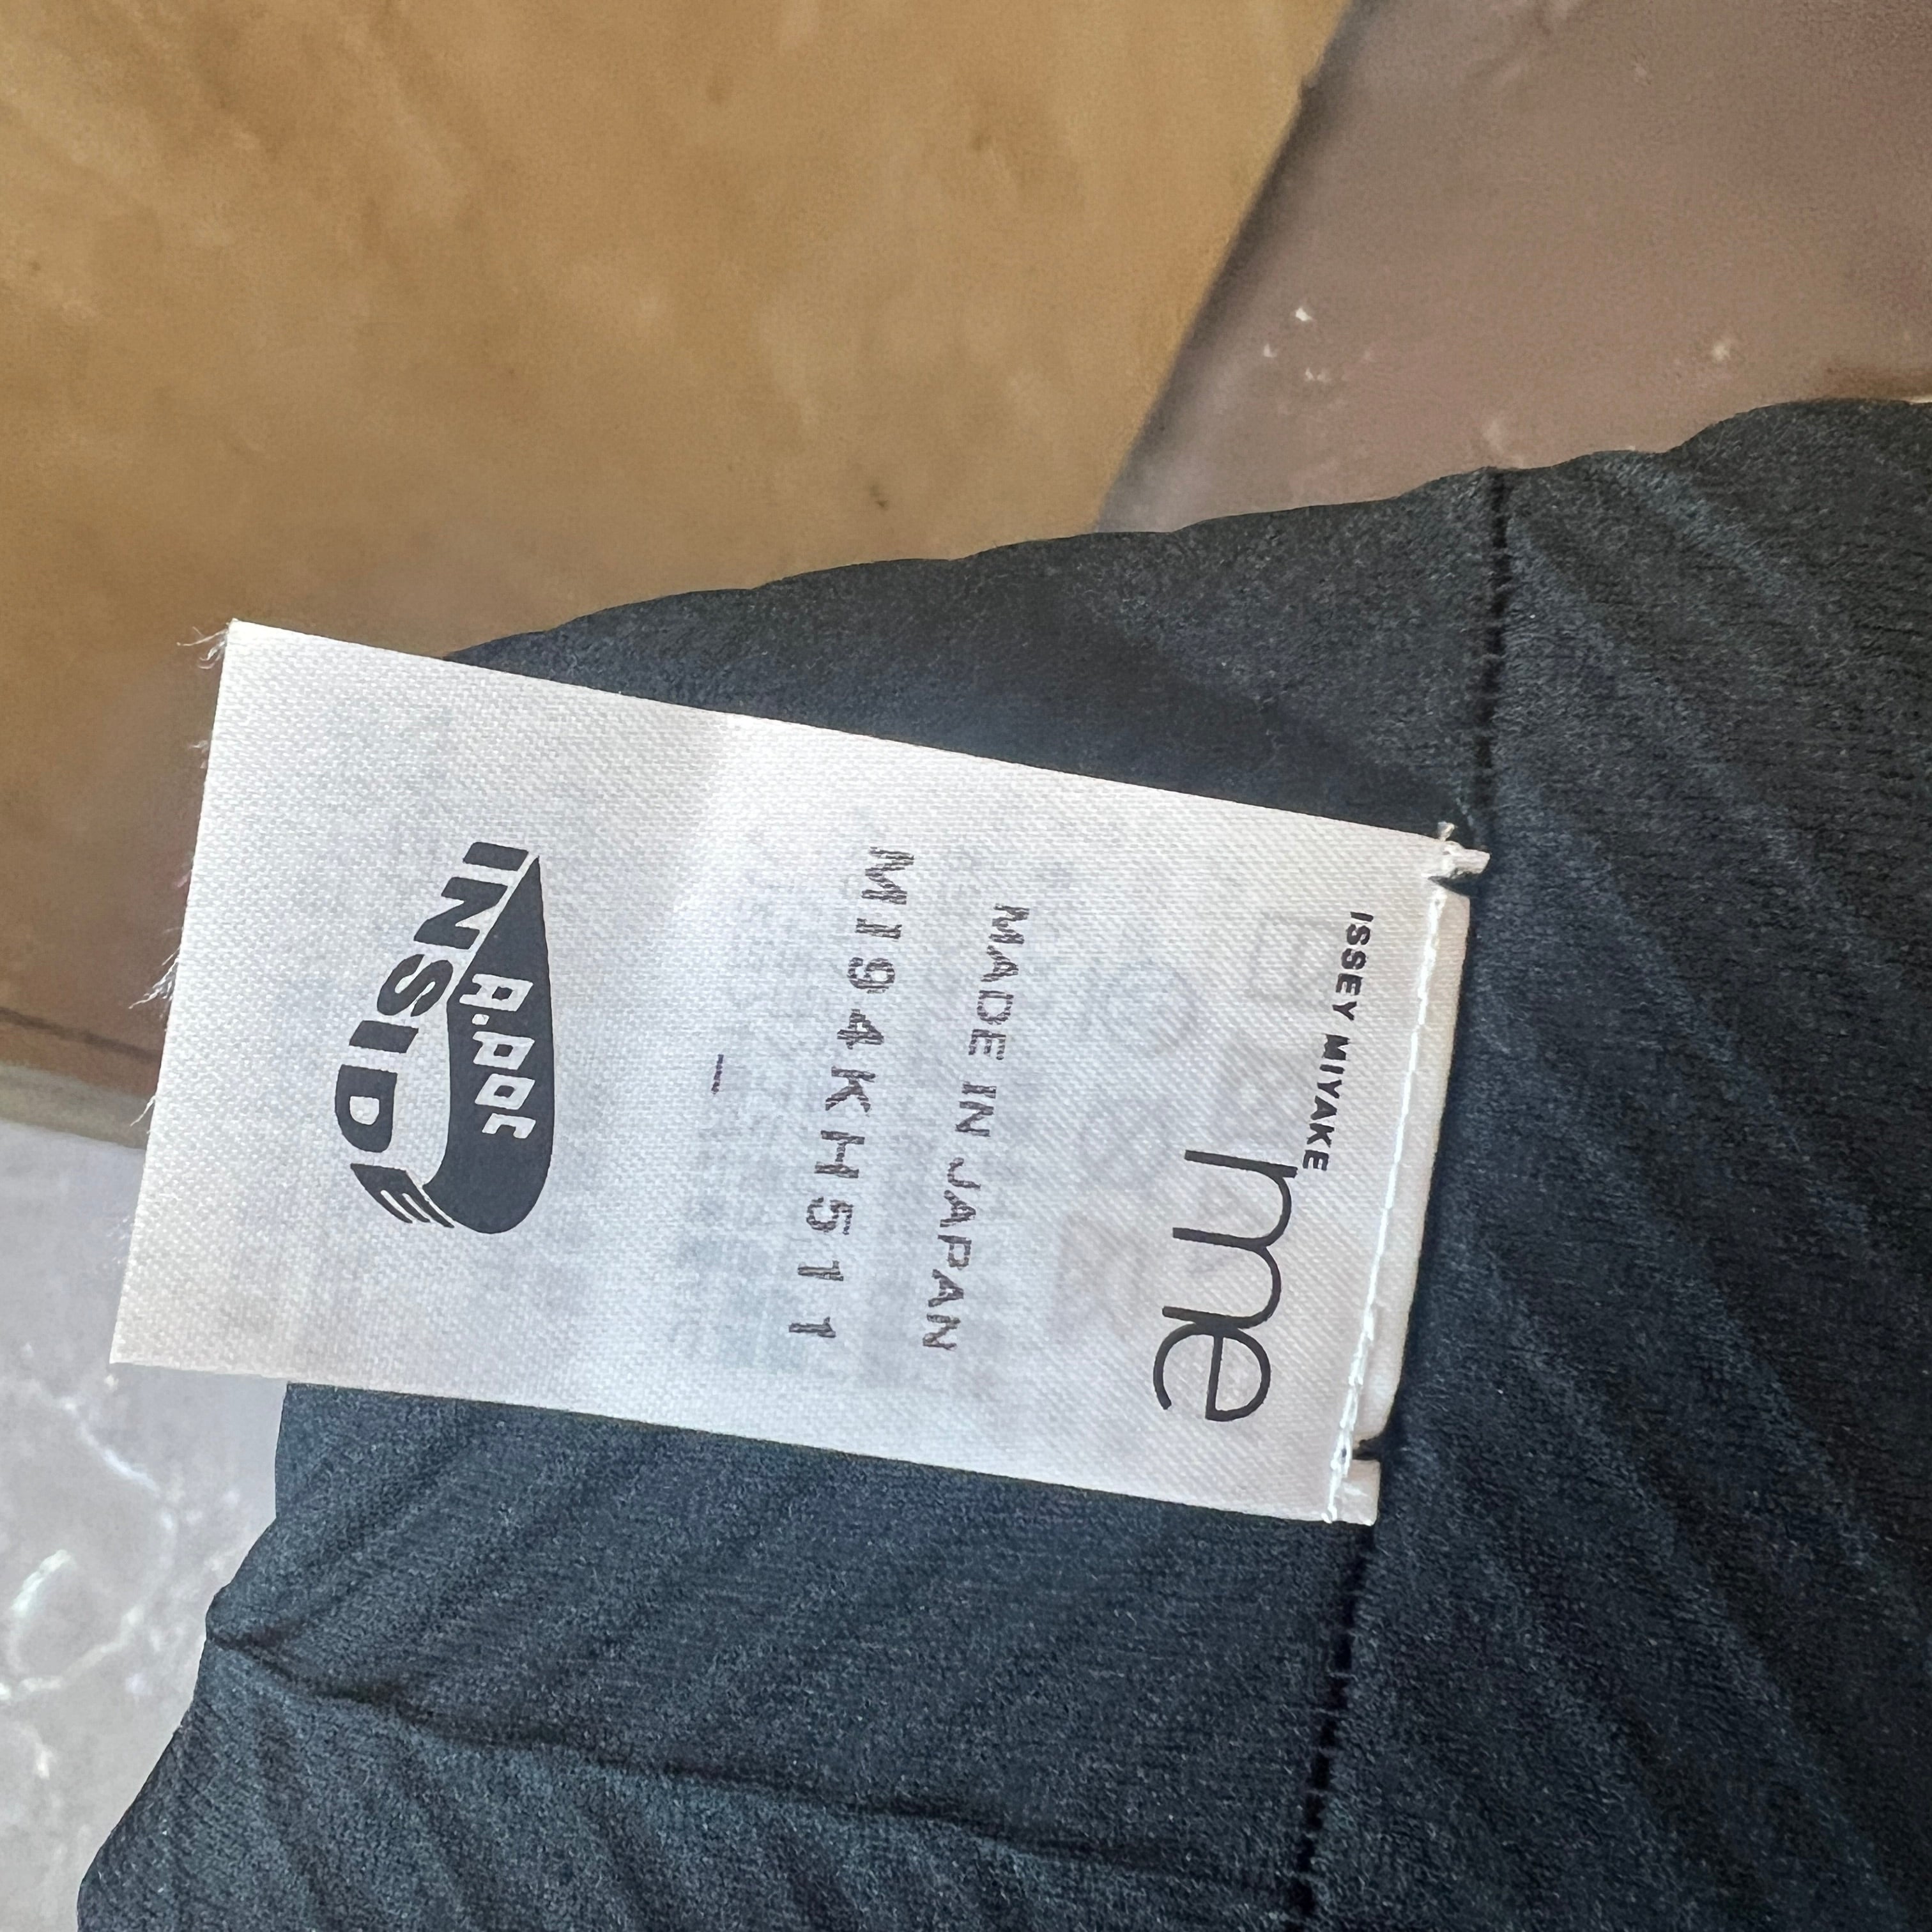 ISSEY MIYAKE
me
MADE IN JAPAN
MI94KH511
-
A.POC
INSIDE